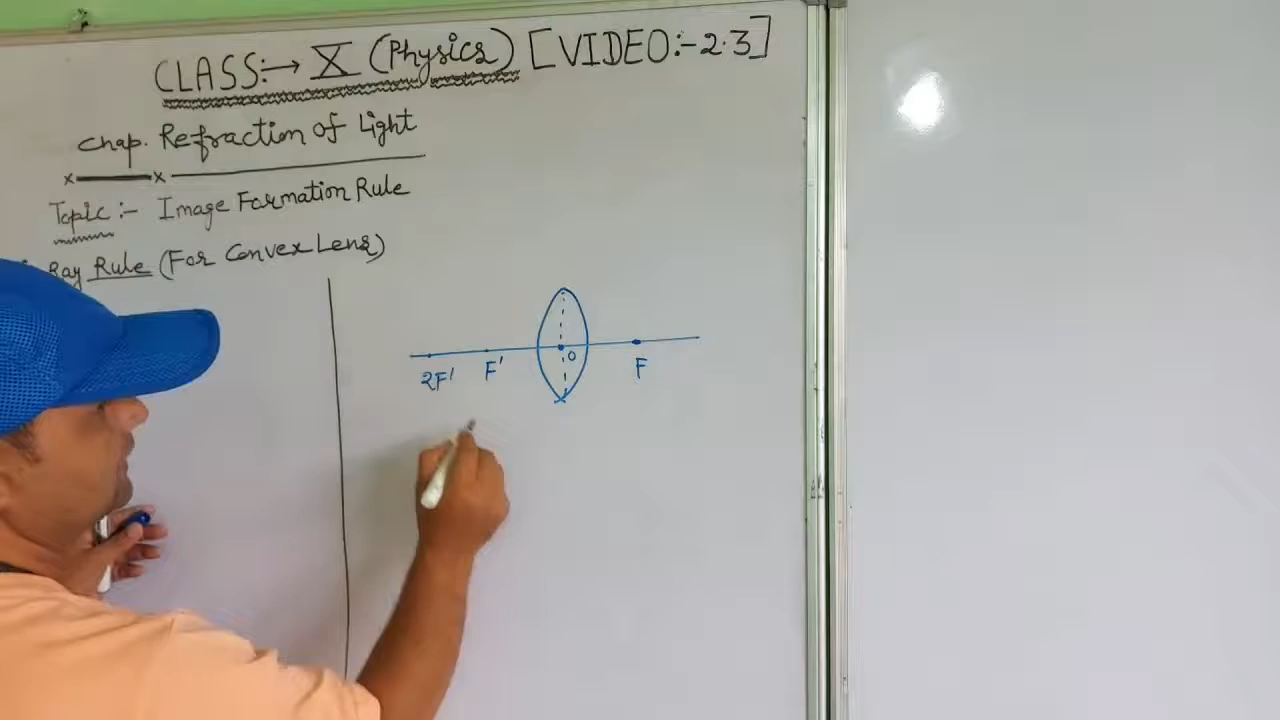 CLASS:→ X (Physics) [VIDEO:-2.3]
Chap. Refraction of Light
Topic :- Image Formation Rule
Ray Rule (For Convex Lens)
2F' F' O F